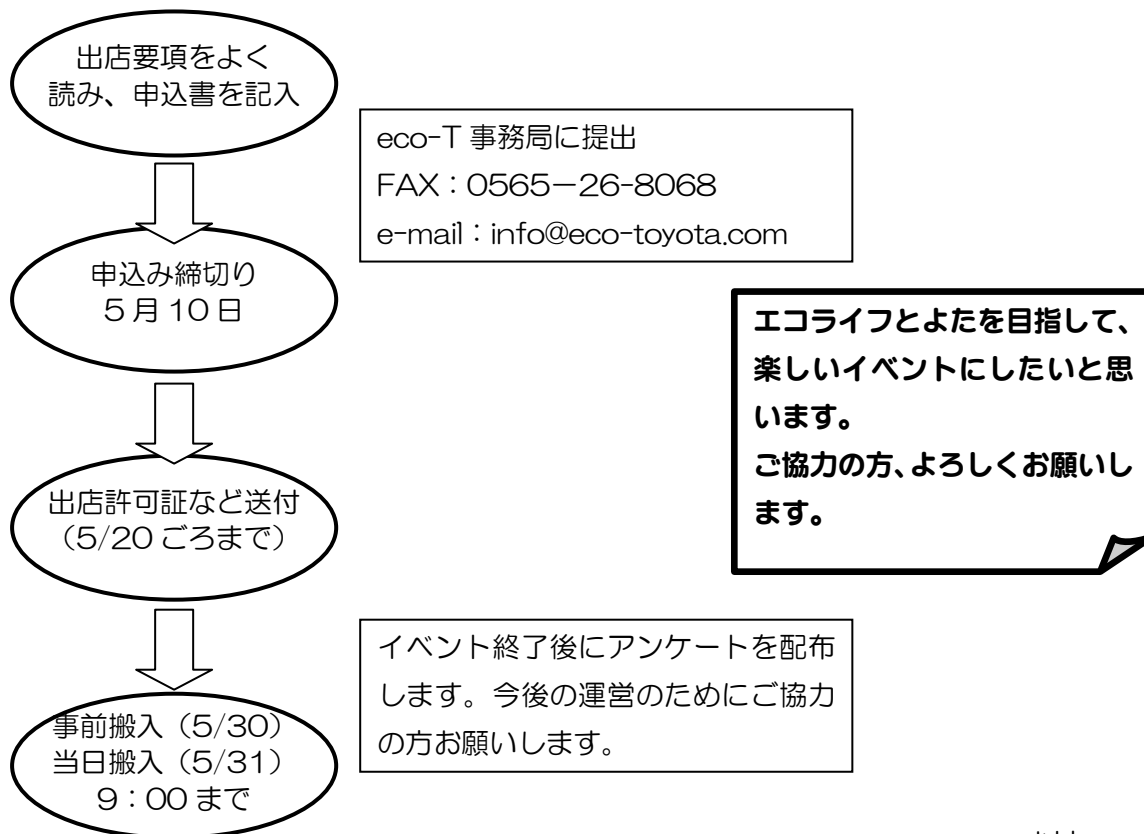 出店要項をよく
読み、申込書を記入
eco-T 事務局に提出
FAX：0565－26-8068
e-mail：info@eco-toyota.com
申込み締切り
5月10日
エコライフとよたを目指して、
楽しいイベントにしたいと思
います。
ご協力の方、よろしくお願いし
ます。
出店許可証など送付
（5/20ごろまで）
イベント終了後にアンケートを配布
します。今後の運営のためにご協力
の方お願いします。
事前搬入（5/30）
当日搬入（5/31）
9：00まで